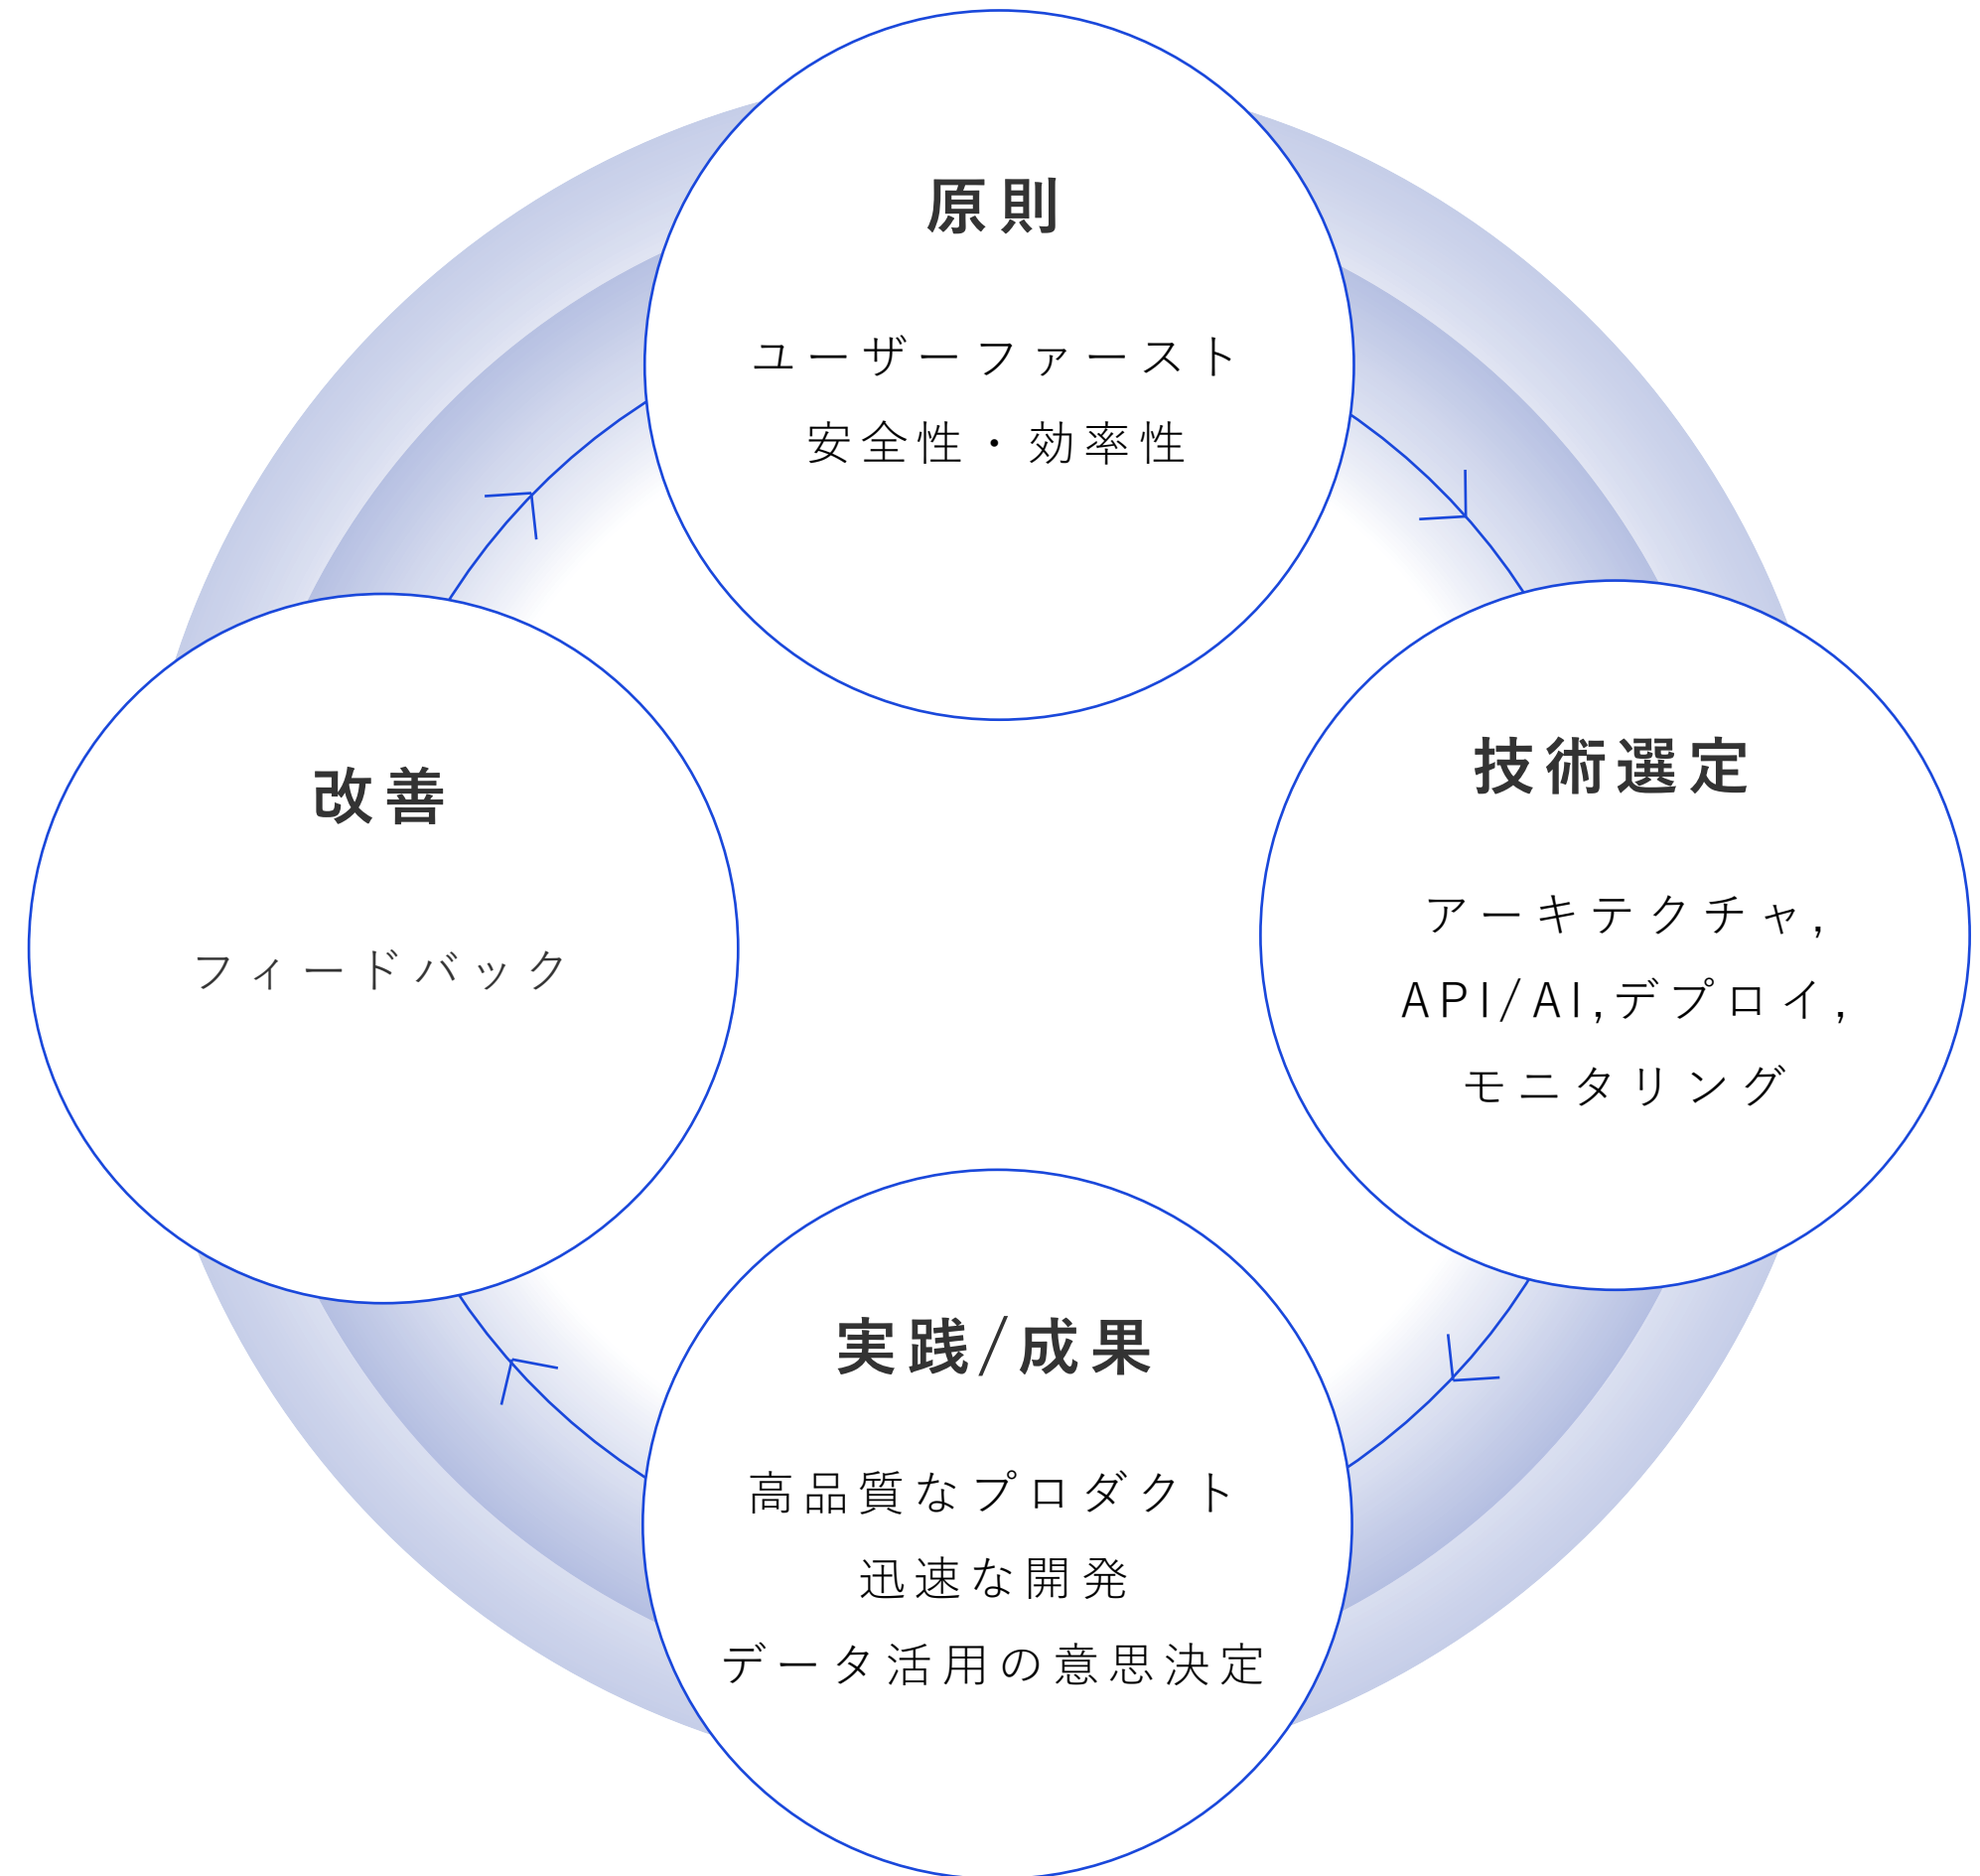 原則
ユーザーファースト
安全性・効率性
技術選定
アーキテクチャ,
API/AI,デプロイ,
モニタリング
実践/成果
高品質なプロダクト
迅速な開発
データ活用の意思決定
改善
フィードバック